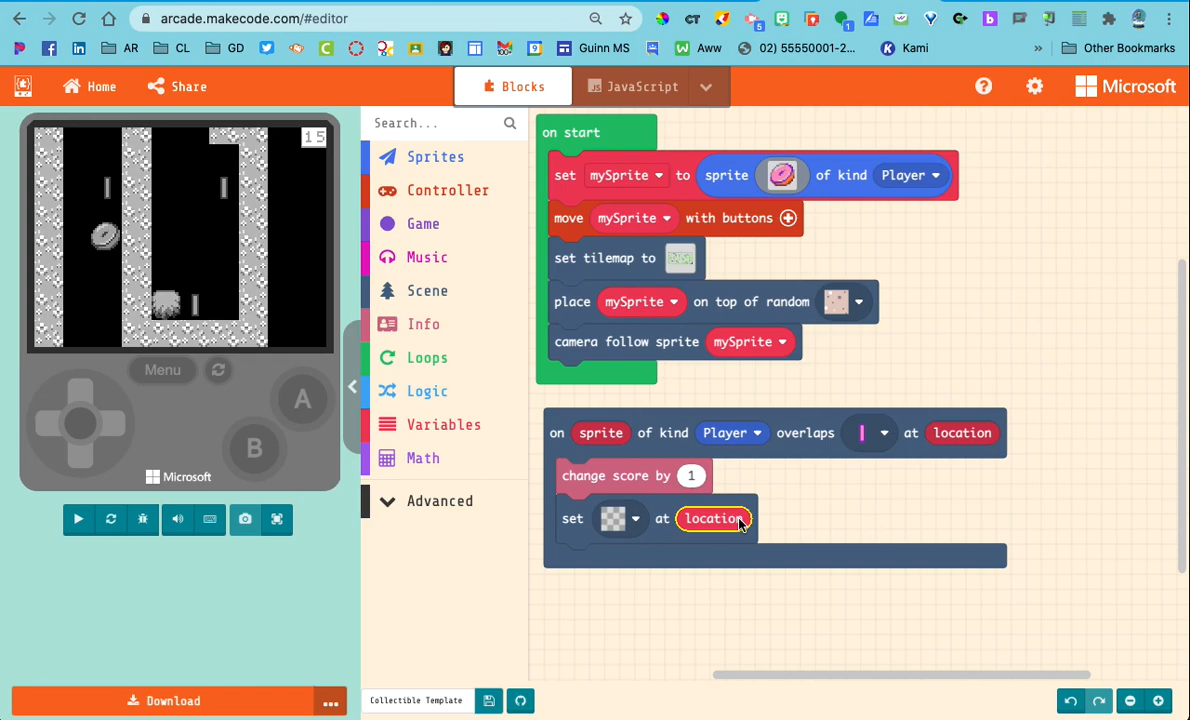 arcade.makecode.com/#editor
AR
CL
GD
Guinn MS
Aww
02) 55550001-2...
Kami
»
Other Bookmarks
Home
Share
Blocks
JavaScript
Microsoft
15
Menu
A
B
Microsoft
Search...
Sprites
Controller
Game
Music
Scene
Info
Loops
Logic
Variables
Math
Advanced
on start
set mySprite to sprite of kind Player
move mySprite with buttons
set tilemap to
place mySprite on top of random
camera follow sprite mySprite
on sprite of kind Player overlaps at location
change score by 1
set at location
Download
...
Collectible Template